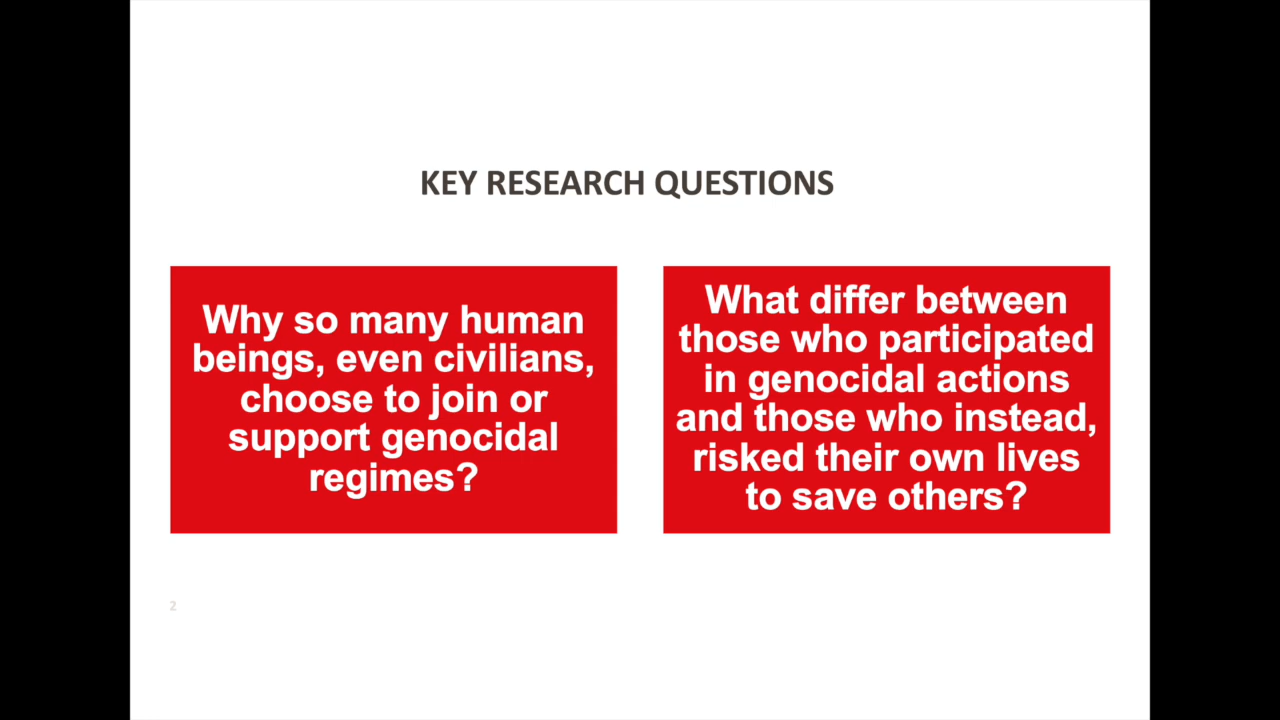 KEY RESEARCH QUESTIONS
Why so many human
beings, even civilians,
choose to join or
support genocidal
regimes?
What differ between
those who participated
in genocidal actions
and those who instead,
risked their own lives
to save others?
2